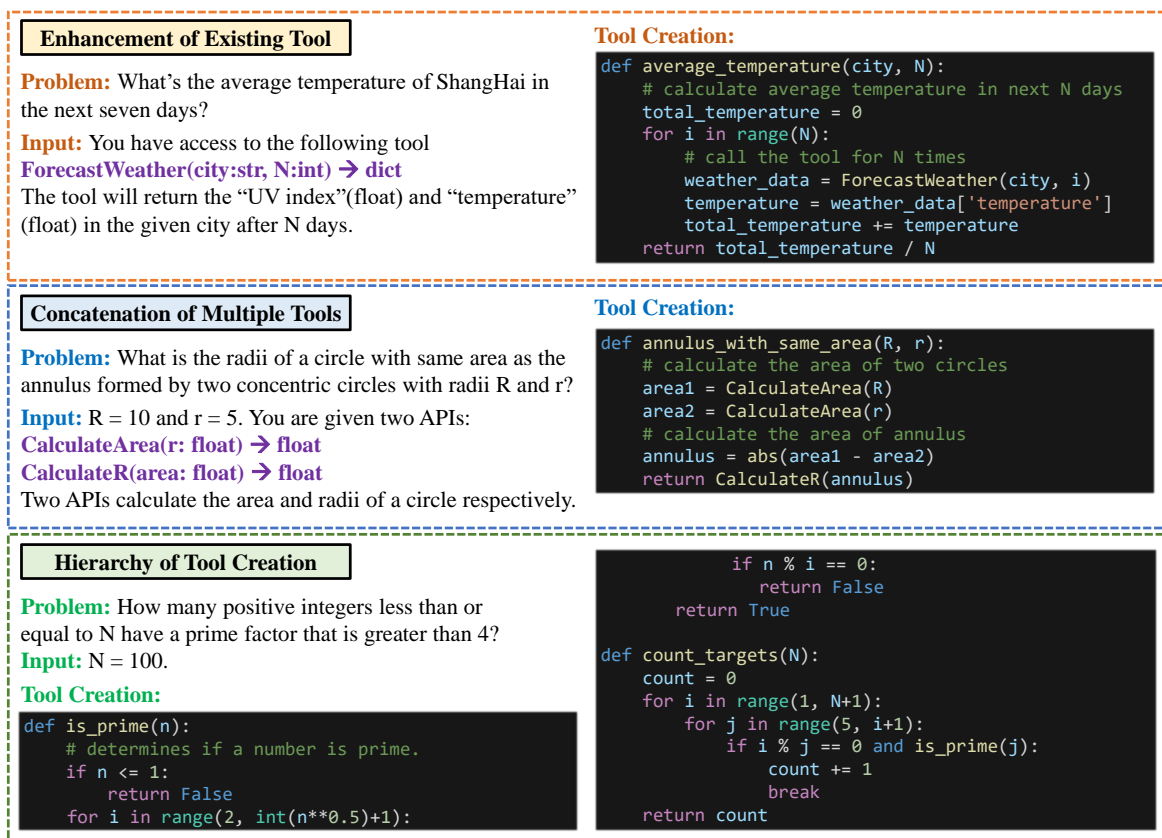 Enhancement of Existing Tool
Problem: What's the average temperature of ShangHai in
the next seven days?
Input: You have access to the following tool
ForecastWeather(city:str, N:int) → dict
The tool will return the “UV index”(float) and “temperature”
(float) in the given city after N days.
Tool Creation:
def average_temperature(city, N):
    # calculate average temperature in next N days
    total_temperature = 0
    for i in range(N):
        # call the tool for N times
        weather_data = ForecastWeather(city, i)
        temperature = weather_data['temperature']
        total_temperature += temperature
    return total_temperature / N
Concatenation of Multiple Tools
Problem: What is the radii of a circle with same area as the
annulus formed by two concentric circles with radii R and r?
Input: R = 10 and r = 5. You are given two APIs:
CalculateArea(r: float) → float
CalculateR(area: float) → float
Two APIs calculate the area and radii of a circle respectively.
Tool Creation:
def annulus_with_same_area(R, r):
    # calculate the area of two circles
    area1 = CalculateArea(R)
    area2 = CalculateArea(r)
    # calculate the area of annulus
    annulus = abs(area1 - area2)
    return CalculateR(annulus)
Hierarchy of Tool Creation
Problem: How many positive integers less than or
equal to N have a prime factor that is greater than 4?
Input: N = 100.
Tool Creation:
def is_prime(n):
    # determines if a number is prime.
    if n <= 1:
        return False
    for i in range(2, int(n**0.5)+1):
            if n % i == 0:
                return False
        return True
def count_targets(N):
    count = 0
    for i in range(1, N+1):
        for j in range(5, i+1):
            if i % j == 0 and is_prime(j):
                count += 1
                break
    return count